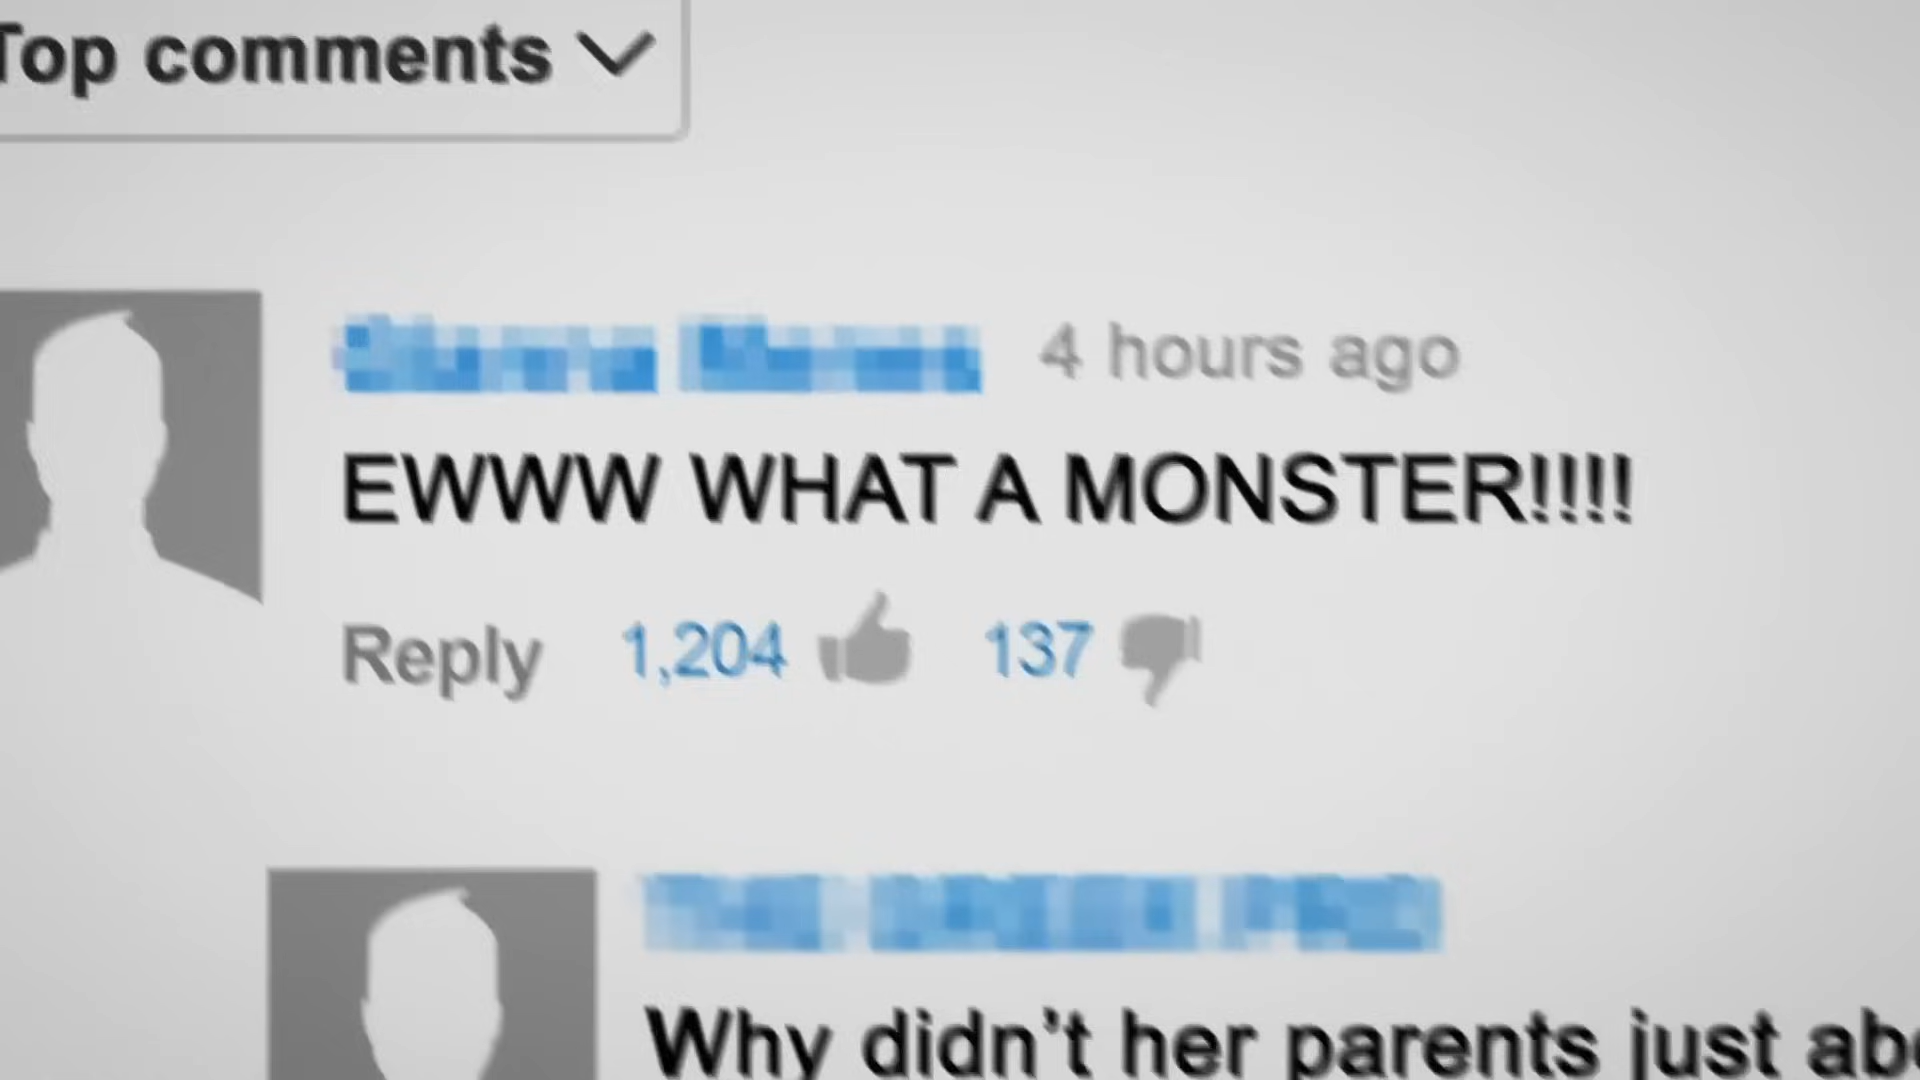 Top comments
4 hours ago
EWWW WHAT A MONSTER!!!!
Reply 1,204 137
Why didn't her parents just